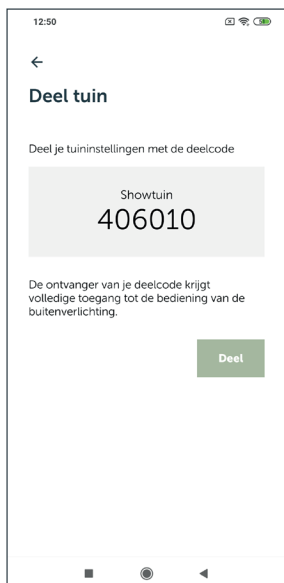 12:50
Deel tuin
Deel je tuininstellingen met de deelcode
Showtuin
406010
De ontvanger van je deelcode krijgt
volledige toegang tot de bediening van de
buitenverlichting.
Deel